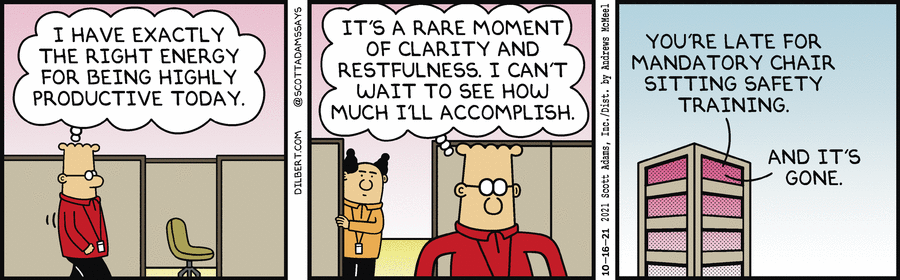 I HAVE EXACTLY
THE RIGHT ENERGY
FOR BEING HIGHLY
PRODUCTIVE TODAY.
DILBERT.COM @SCOTTADAMSSAYS
IT'S A RARE MOMENT
OF CLARITY AND
RESTFULNESS. I CAN'T
WAIT TO SEE HOW
MUCH I'LL ACCOMPLISH.
10-16-21 2021 Scott Adams, Inc./Dist. by Andrews McMeel
YOU'RE LATE FOR
MANDATORY CHAIR
SITTING SAFETY
TRAINING.
AND IT'S
GONE.